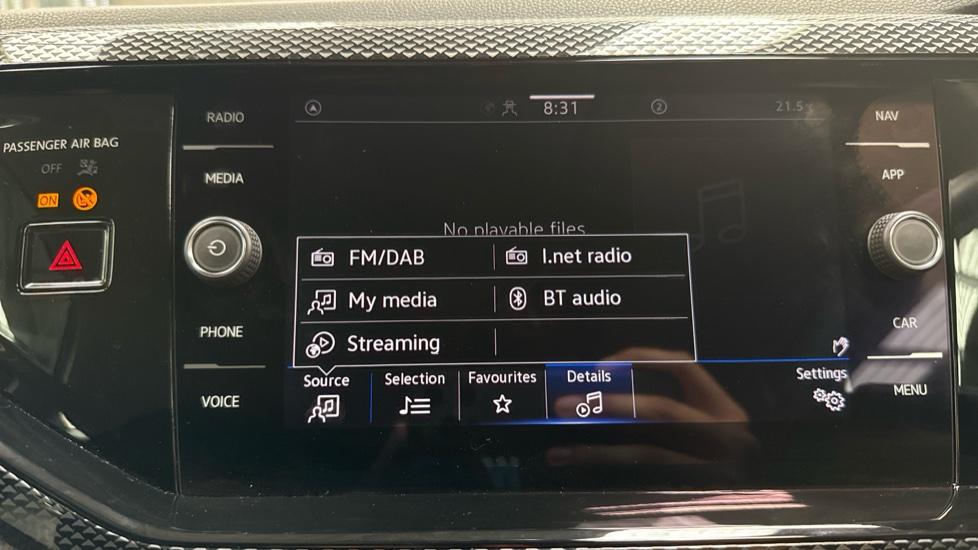 PASSENGER AIR BAG
OFF
ON
RADIO
MEDIA
PHONE
VOICE
8:31
2
21.5
No playable files
FM/DAB
I.net radio
My media
BT audio
Streaming
Source
Selection
Favourites
Details
Settings
NAV
APP
CAR
MENU